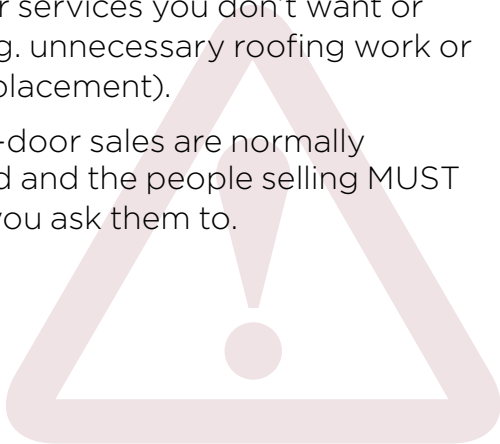 r services you don't want or
g. unnecessary roofing work or
placement).
-door sales are normally
d and the people selling MUST
you ask them to.